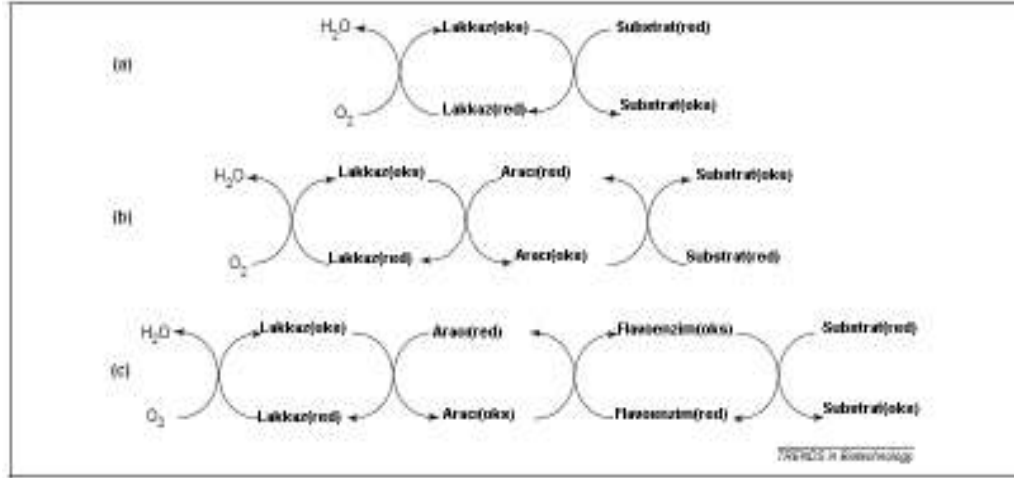 H2O Lakkaz(oks) Substrat(red)
(a)
O2 Lakkaz(red) Substrat(oks)
H2O Lakkaz(oks) Aracı(red) Substrat(oks)
(b)
O2 Lakkaz(red) Aracı(oks) Substrat(red)
H2O Lakkaz(oks) Aracı(red) Flavoenzim(oks) Substrat(red)
(c)
O2 Lakkaz(red) Aracı(oks) Flavoenzim(red) Substrat(oks)
TRENDS in Biotechnology